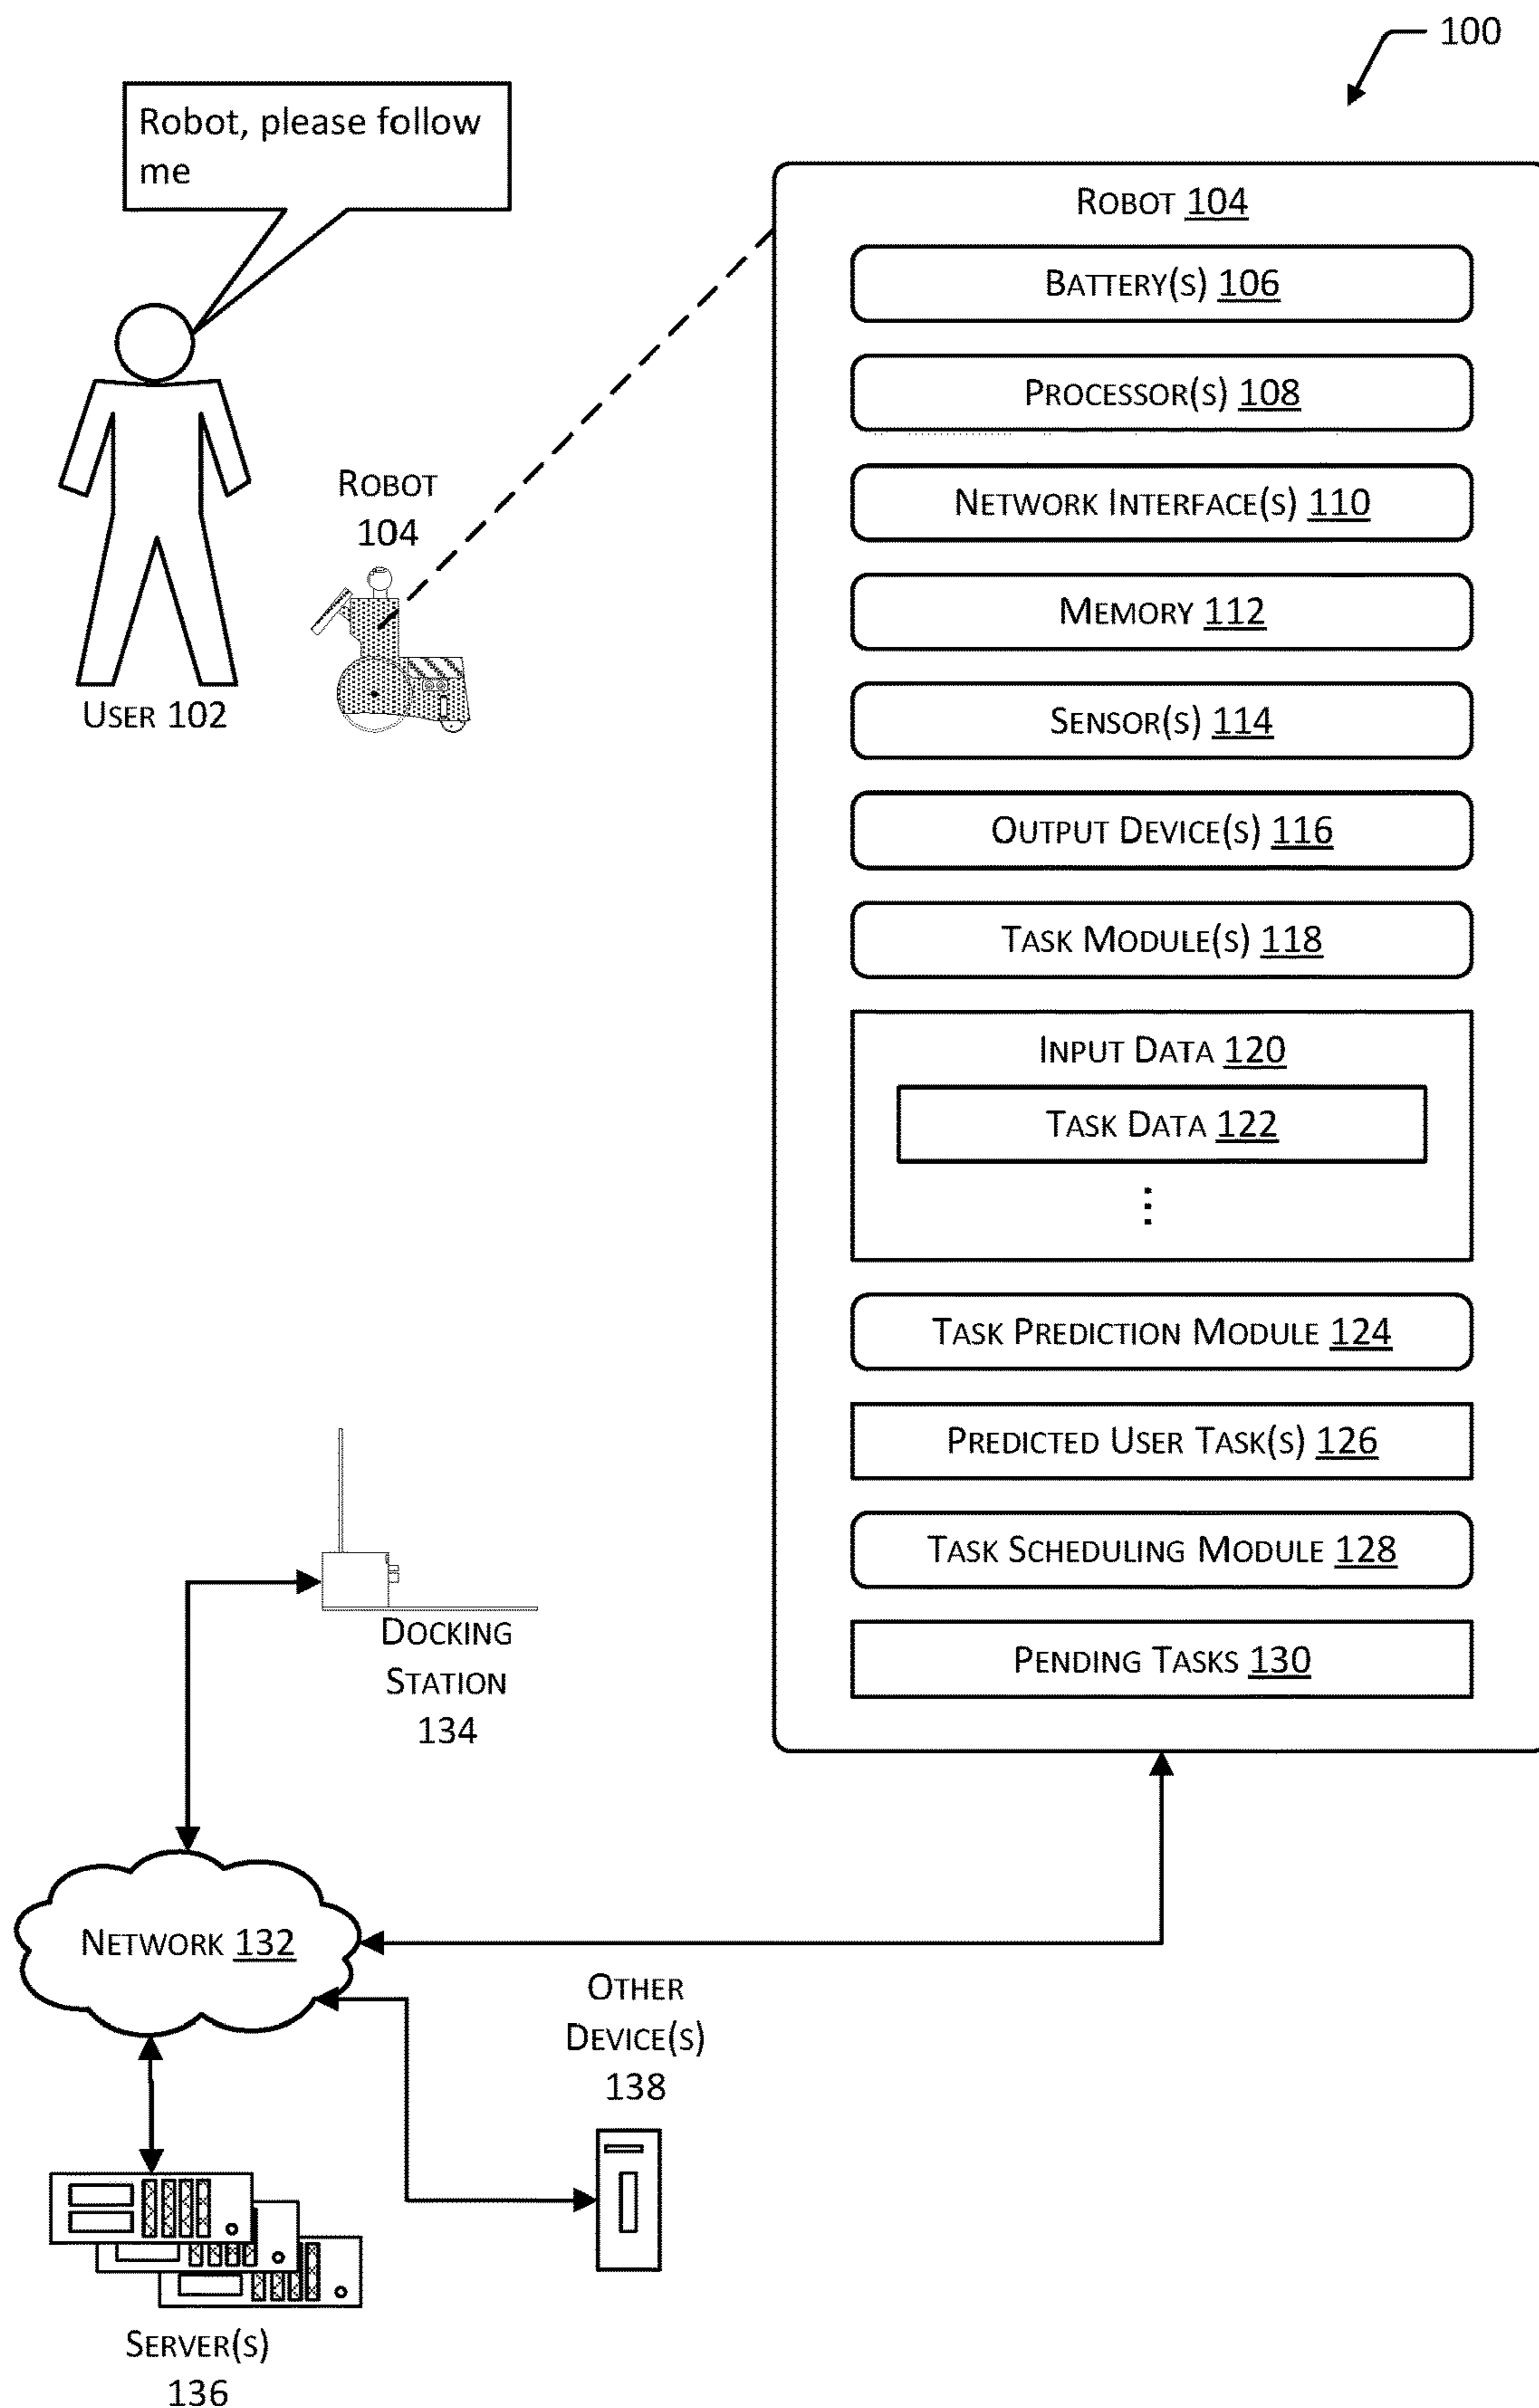 100
Robot, please follow
me
ROBOT 104
BATTERY(S) 106
PROCESSOR(S) 108
NETWORK INTERFACE(S) 110
MEMORY 112
SENSOR(S) 114
OUTPUT DEVICE(S) 116
TASK MODULE(S) 118
INPUT DATA 120
TASK DATA 122
⋮
TASK PREDICTION MODULE 124
PREDICTED USER TASK(S) 126
TASK SCHEDULING MODULE 128
PENDING TASKS 130
ROBOT
104
USER 102
DOCKING
STATION
134
NETWORK 132
OTHER
DEVICE(S)
138
SERVER(S)
136